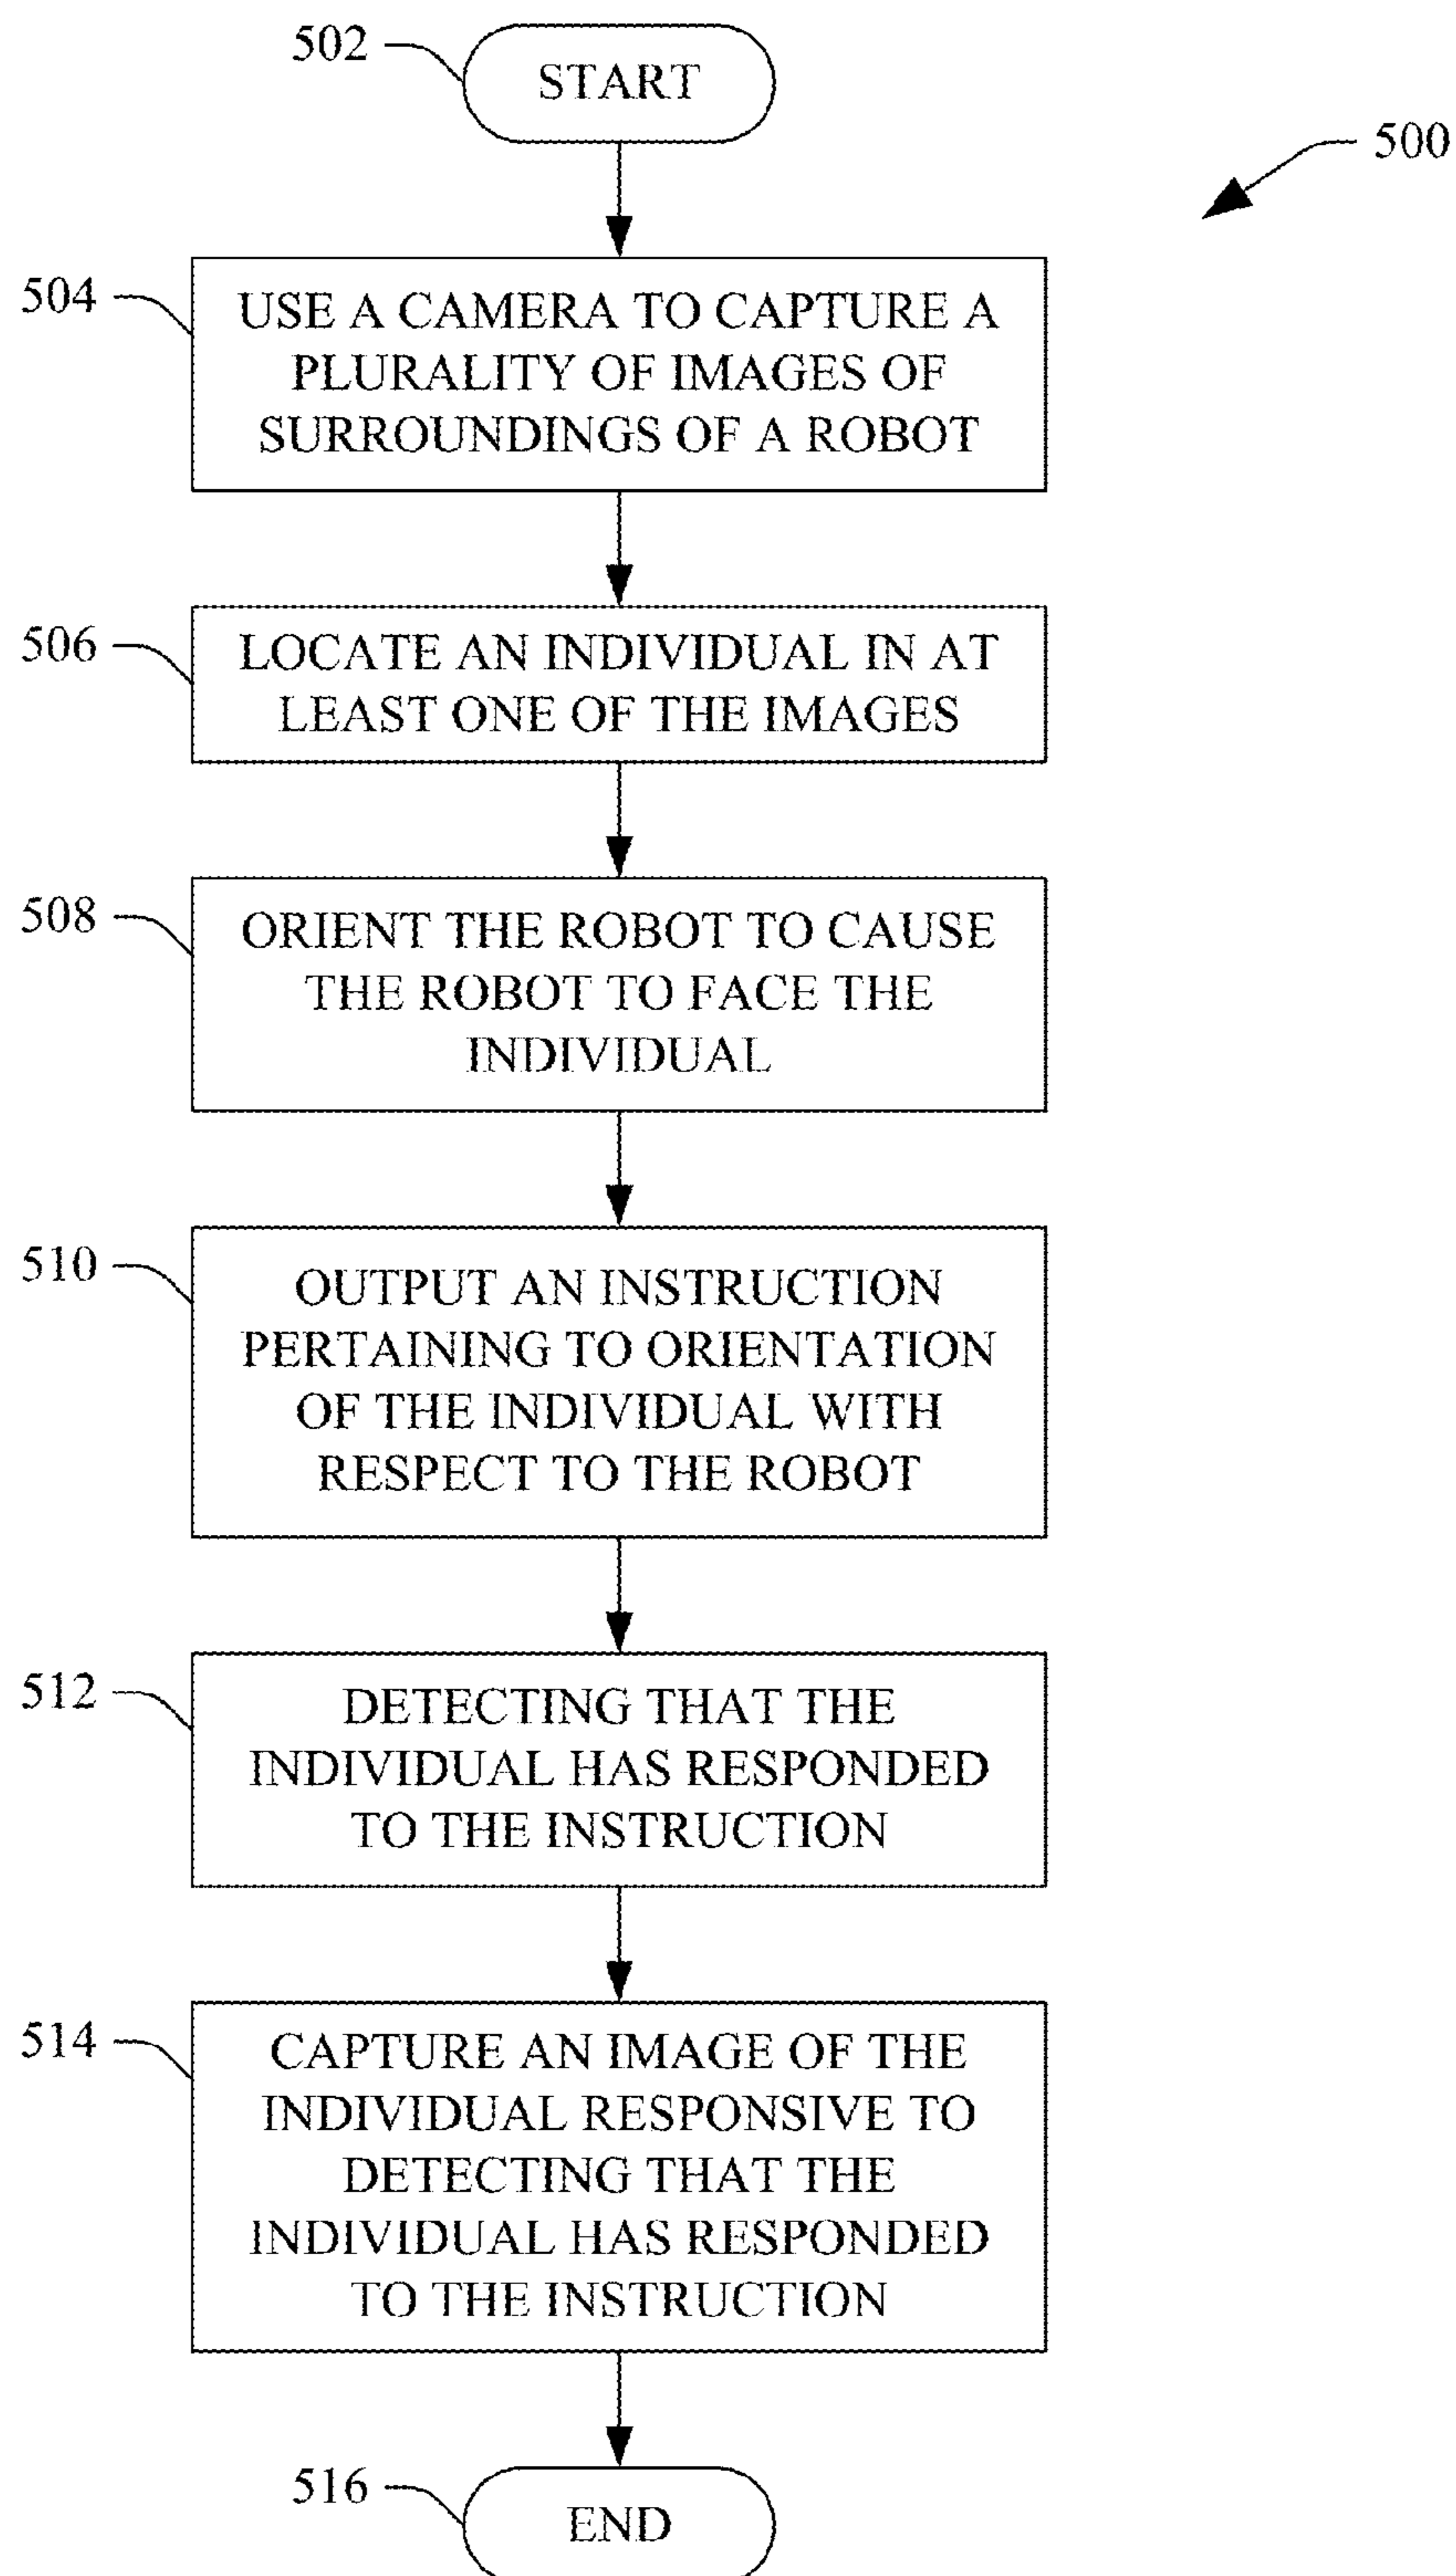 502
START
500
504
USE A CAMERA TO CAPTURE A
PLURALITY OF IMAGES OF
SURROUNDINGS OF A ROBOT
506
LOCATE AN INDIVIDUAL IN AT
LEAST ONE OF THE IMAGES
508
ORIENT THE ROBOT TO CAUSE
THE ROBOT TO FACE THE
INDIVIDUAL
510
OUTPUT AN INSTRUCTION
PERTAINING TO ORIENTATION
OF THE INDIVIDUAL WITH
RESPECT TO THE ROBOT
512
DETECTING THAT THE
INDIVIDUAL HAS RESPONDED
TO THE INSTRUCTION
514
CAPTURE AN IMAGE OF THE
INDIVIDUAL RESPONSIVE TO
DETECTING THAT THE
INDIVIDUAL HAS RESPONDED
TO THE INSTRUCTION
516
END